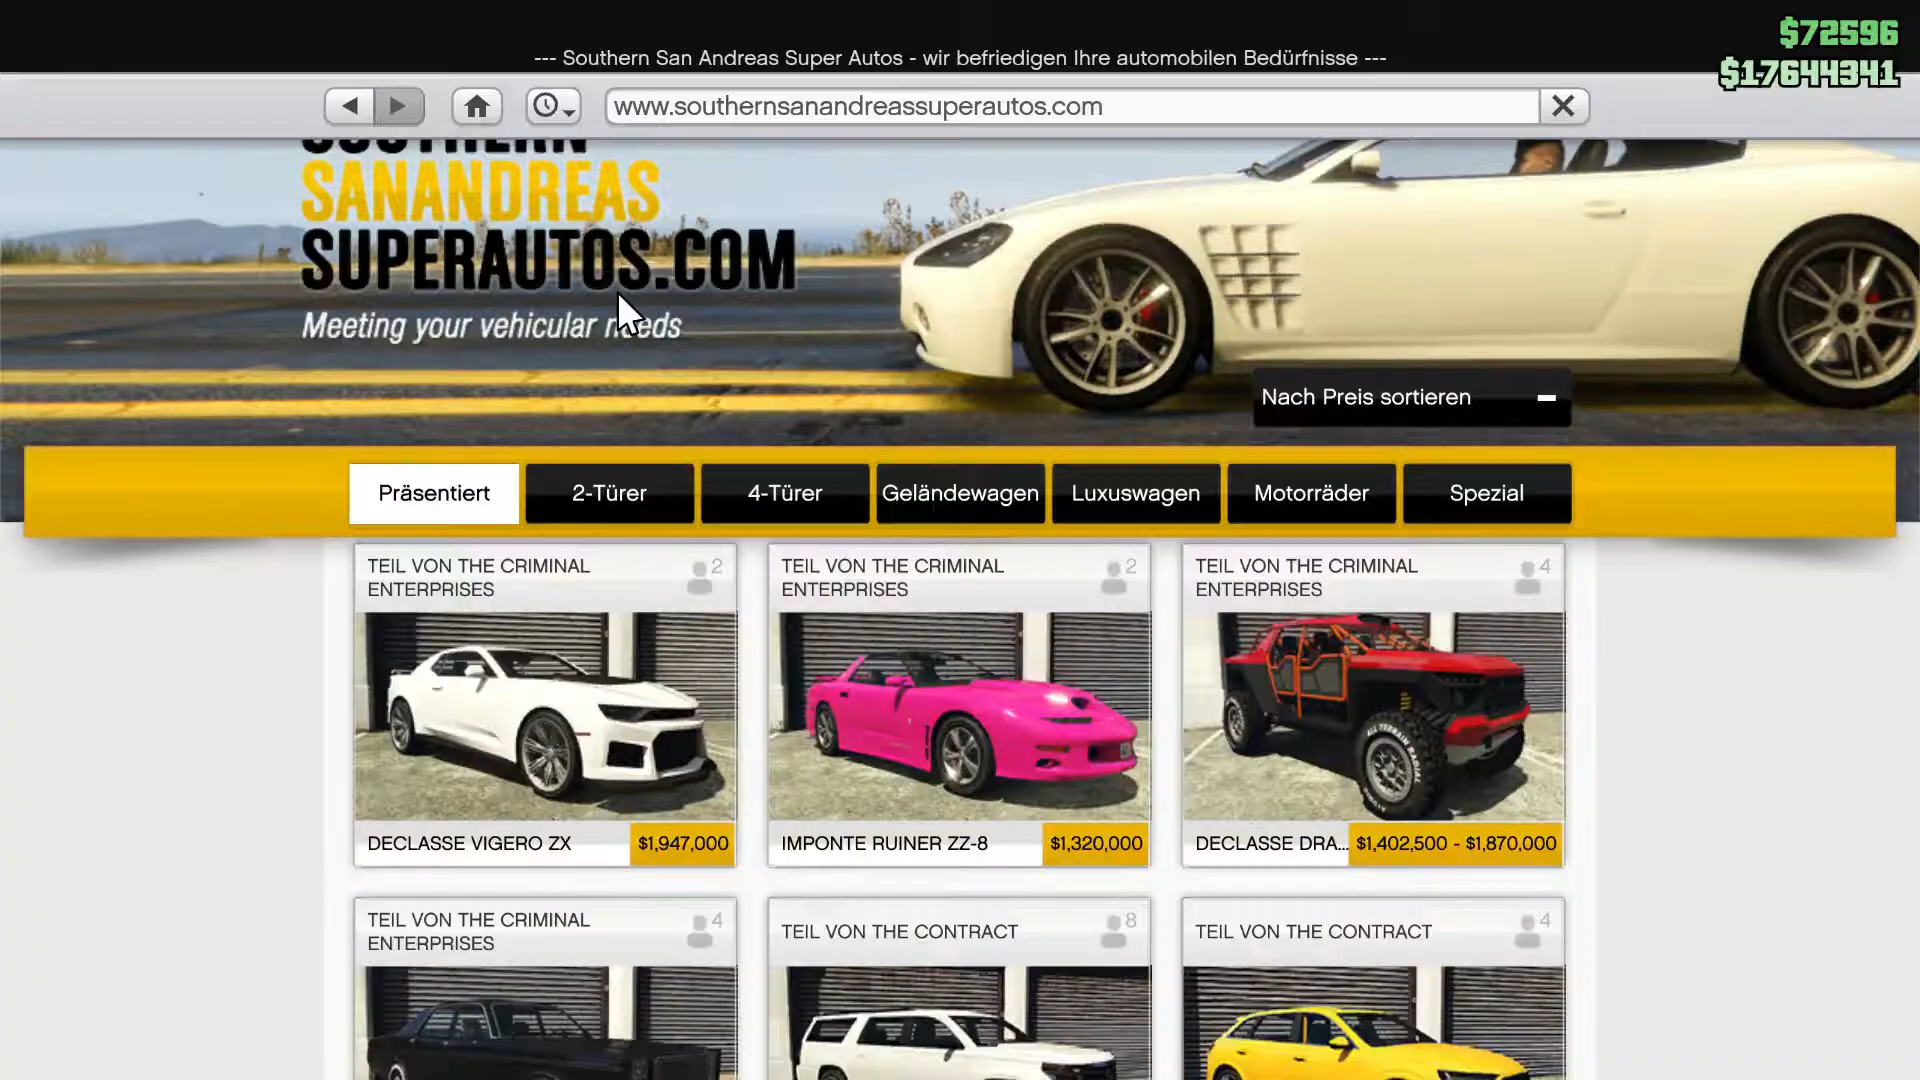 $72596
--- Southern San Andreas Super Autos - wir befriedigen Ihre automobilen Bedürfnisse ---
$17644341
www.southernsanandreassuperautos.com
SOUTHERN
SANANDREAS
SUPERAUTOS.COM
Meeting your vehicular needs
Nach Preis sortieren
Präsentiert
2-Türer
4-Türer
Geländewagen
Luxuswagen
Motorräder
Spezial
TEIL VON THE CRIMINAL
ENTERPRISES
2
TEIL VON THE CRIMINAL
ENTERPRISES
2
TEIL VON THE CRIMINAL
ENTERPRISES
4
ALL TERRAIN RADIAL
DECLASSE VIGERO ZX
$1,947,000
IMPONTE RUINER ZZ-8
$1,320,000
DECLASSE DRA...
$1,402,500 - $1,870,000
TEIL VON THE CRIMINAL
ENTERPRISES
4
TEIL VON THE CONTRACT
8
TEIL VON THE CONTRACT
4